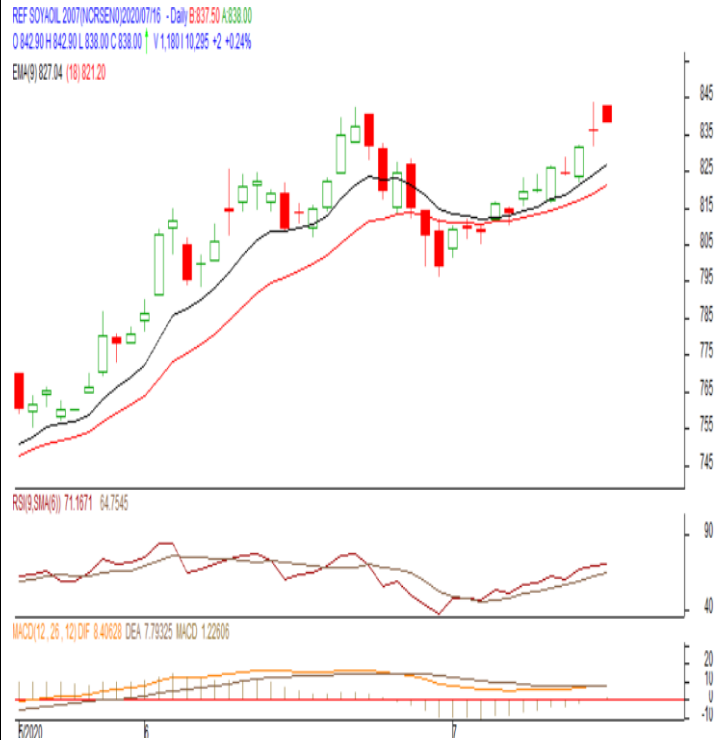 REF SOYAOIL 2007(NCRSEN0)2020/07/16 - Daily B:837.50 A:838.00
O 842.90 H 842.90 L 838.00 C 838.00 ↑ V 1,180 I 10,295 +2 +0.24%
EMA(9) 827.04 (18) 821.20
845
835
825
815
805
795
785
775
765
755
745
RSI(9,SMA(6)) 71.1671 64.7545
90
40
MACD(12 , 26 , 12) DIF 8.40628 DEA 7.79325 MACD 1.22606
20
10
0
-10
5/2020 6 7